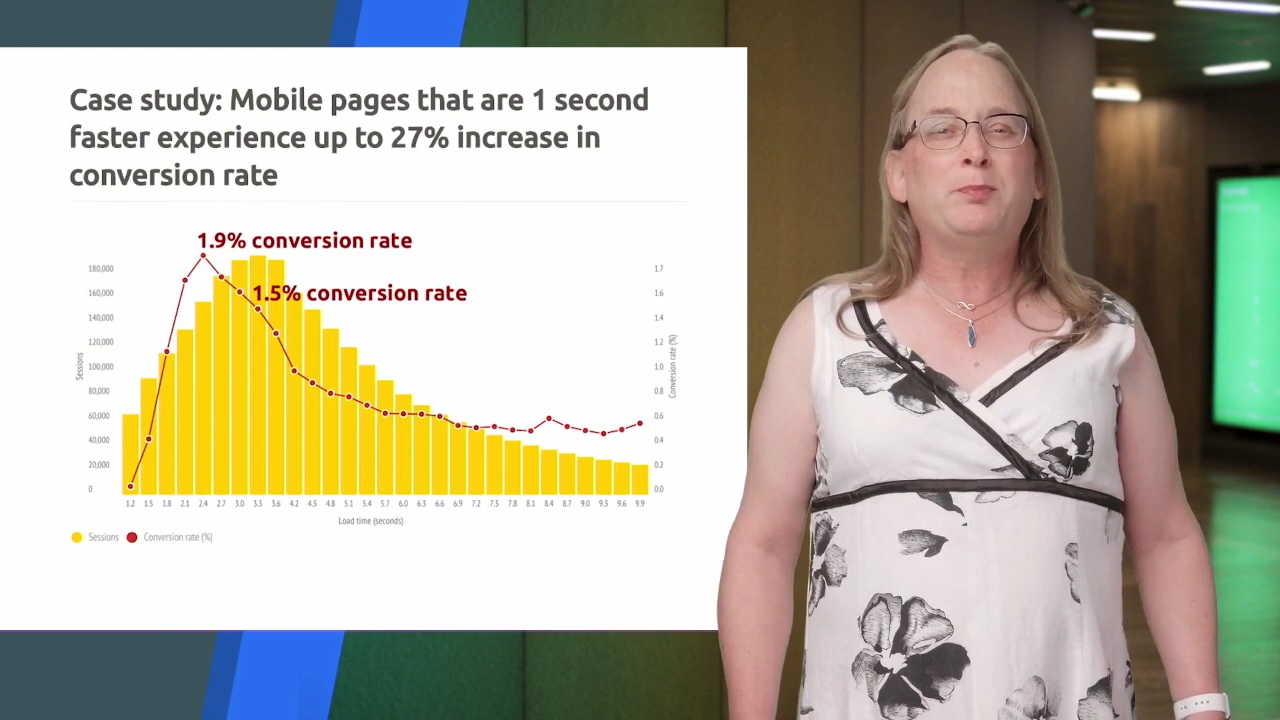 Case study: Mobile pages that are 1 second
faster experience up to 27% increase in
conversion rate
1.9% conversion rate
1.5% conversion rate
180,000
160,000
140,000
120,000
100,000
80,000
60,000
40,000
20,000
0
Sessions
1.7
1.6
1.4
1.2
1.0
0.8
0.6
0.4
0.2
0.0
Conversion rate (%)
1.2 1.5 1.8 2.1 2.4 2.7 3.0 3.3 3.6 4.2 4.5 4.8 5.1 5.4 5.7 6.0 6.3 6.6 6.9 7.2 7.5 7.8 8.1 8.4 8.7 9.0 9.3 9.6 9.9
Load time (seconds)
Sessions Conversion rate (%)